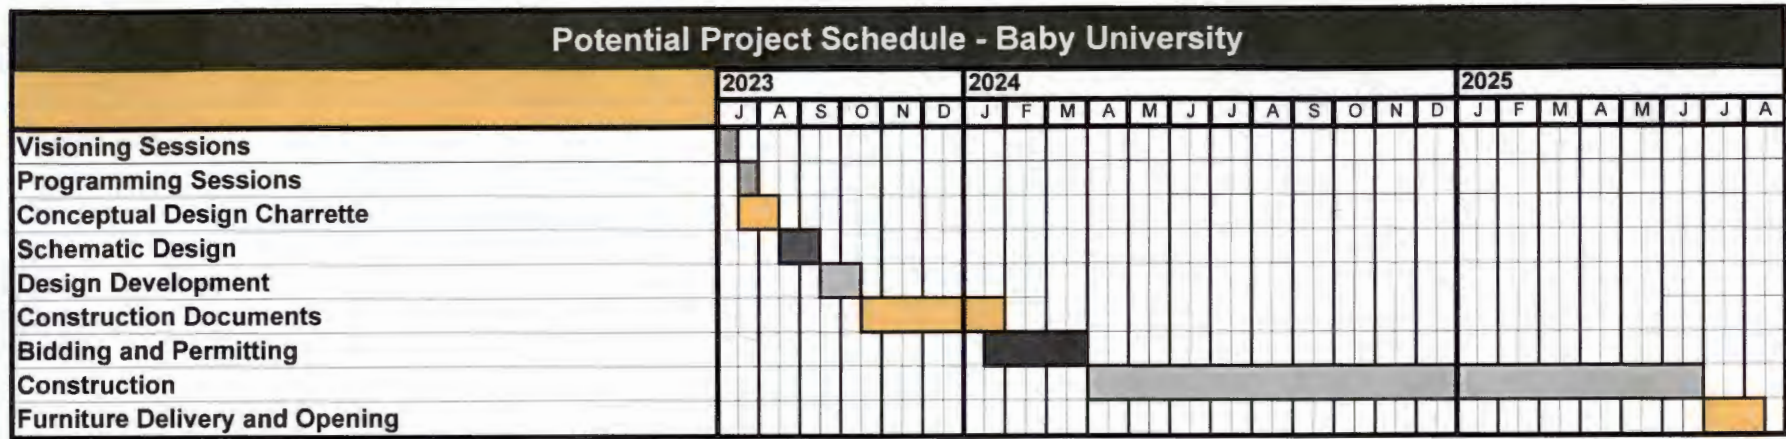 Potential Project Schedule - Baby University
2023 2024 2025
J A S O N D J F M A M J J A S O N D J F M A M J J A
Visioning Sessions
Programming Sessions
Conceptual Design Charrette
Schematic Design
Design Development
Construction Documents
Bidding and Permitting
Construction
Furniture Delivery and Opening